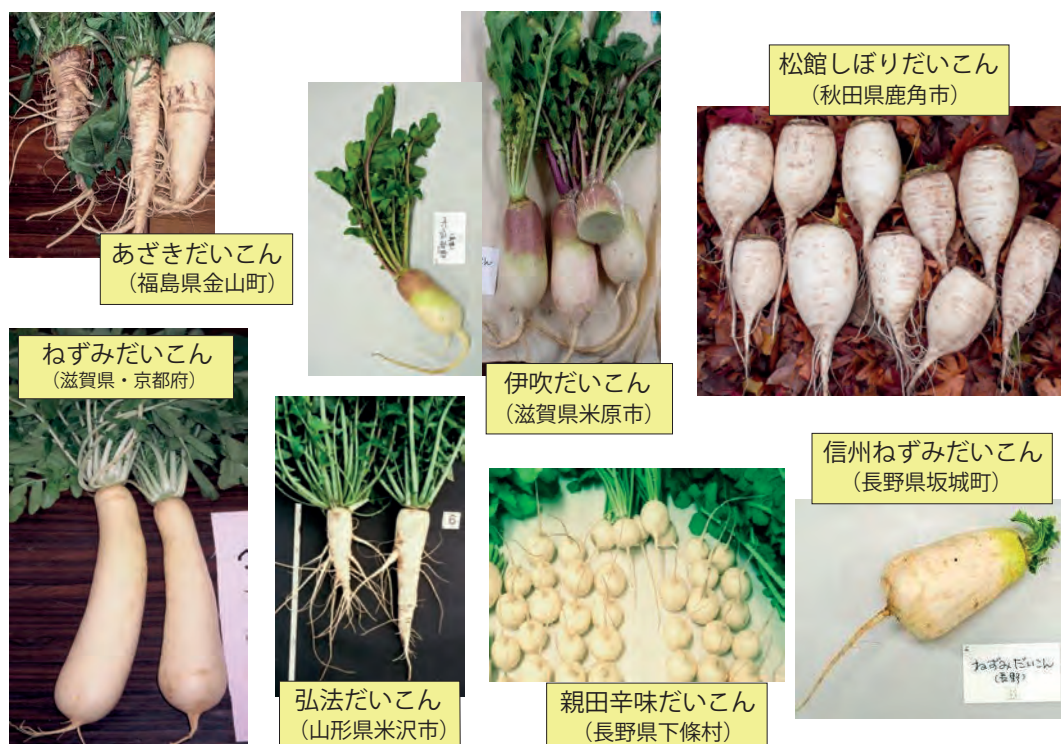 あざきだいこん
（福島県金山町）
松館しぼりだいこん
（秋田県鹿角市）
ねずみだいこん
（滋賀県・京都府）
伊吹だいこん
（滋賀県米原市）
弘法だいこん
（山形県米沢市）
6
親田辛味だいこん
（長野県下條村）
信州ねずみだいこん
（長野県坂城町）
ねずみだいこん
（長野）